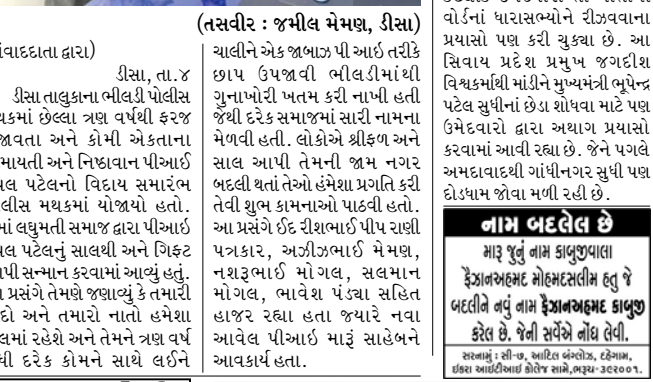 (તસવીર : જમીલ મેમણ, ડીસા)
સંવાદદાતા દ્વારા)
ડીસા, તા.૪
ડીસા તાલુકાના ભીલડી પોલીસ
થકમાં છેલ્લા ત્રણ વર્ષથી ફરજ
જાવતા અને કોમી એકતાના
માયતી અને નિષ્ઠાવાન પીઆઈ
લ પટેલનો વિદાય સમારંભ
લીસ મથકમાં યોજાયો હતો.
માં લઘુમતી સમાજ દ્વારા પીઆઇ
લ પટેલનું સાલથી અને ગિફ્ટ
પી સન્માન કરવામાં આવ્યું હતું.
પ્રસંગે તેમણે જણાવ્યું કે તમારી
દો અને તમારો નાતો હમેશા
લમાં રહેશે અને તેમને ત્રણ વર્ષ
ધી દરેક કોમને સાથે લઈને
ચાલીને એક જાબાઝ પી આઇ તરીકે
છાપ ઉપજાવી ભીલડીમાંથી
ગુનાખોરી ખતમ કરી નાખી હતી
જેથી દરેક સમાજમાં સારી નામના
મેળવી હતી. લોકોએ શ્રીફળ અને
સાલ આપી તેમની જામ નગર
બદલી થતાં તેઓ હંમેશા પ્રગતિ કરી
તેવી શુભ કામનાઓ પાઠવી હતો.
આ પ્રસંગે ઈદ રીશભાઈ પીપ રાણી
પત્રકાર, અઝીઝભાઈ મેમણ,
નશરૂભાઈ મોગલ, સલમાન
મોગલ, ભાવેશ પંડ્યા સહિત
હાજર રહ્યા હતા જયારે નવા
આવેલ પીઆઇ મારૂં સાહેબને
આવકાર્ય હતા.
વોર્ડનાં ધારાસભ્યોને રીઝવવાના
પ્રયાસો પણ કરી ચુક્યા છે. આ
સિવાય પ્રદેશ પ્રમુખ જગદીશ
વિશ્વકર્માથી માંડીને મુખ્યમંત્રી ભૂપેન્દ્ર
પટેલ સુધીનાં છેડા શોધવા માટે પણ
ઉમેદવારો દ્વારા અથાગ પ્રયાસો
કરવામાં આવી રહ્યા છે. જેને પગલે
અમદાવાદથી ગાંધીનગર સુધી પણ
દોડધામ જોવા મળી રહી છે.
નામ બદલેલ છે
મારૂ જુનું નામ કાબુજીવાલા
ફૈઝાનઅહમદ મોહમદસલીમ હતુ જે
બદલીને નવું નામ ફૈઝાનઅહમદ કાબુજી
કરેલ છે. જેની સર્વેએ નોંધ લેવી.
સરનામું : સી-૭, આદિલ બંગ્લોઝ, દહેગામ,
ઇકરા આઈટીઆઈ કોલેજ સામે,ભરૂચ-૩૯૨૦૦૧.